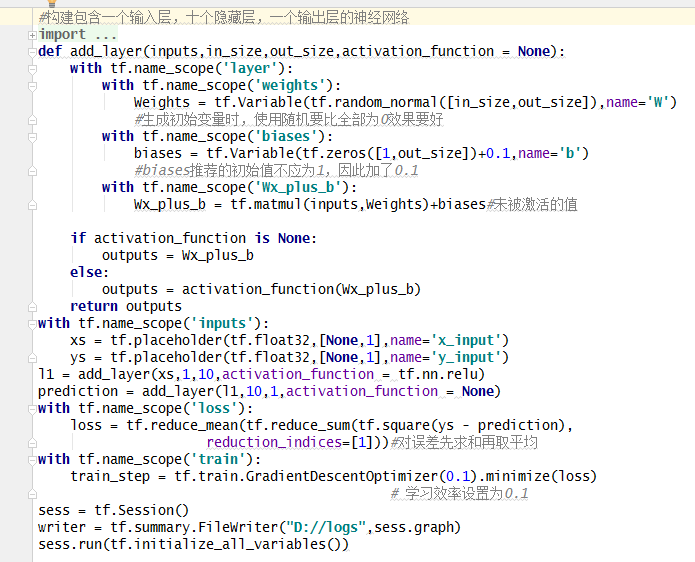 #构建包含一个输入层，十个隐藏层，一个输出层的神经网络
import ...
def add_layer(inputs,in_size,out_size,activation_function = None):
    with tf.name_scope('layer'):
        with tf.name_scope('weights'):
            Weights = tf.Variable(tf.random_normal([in_size,out_size]),name='W')
            #生成初始变量时，使用随机要比全部为0效果要好
        with tf.name_scope('biases'):
            biases = tf.Variable(tf.zeros([1,out_size])+0.1,name='b')
            #biases推荐的初始值不应为1，因此加了0.1
        with tf.name_scope('Wx_plus_b'):
            Wx_plus_b = tf.matmul(inputs,Weights)+biases#未被激活的值
    if activation_function is None:
        outputs = Wx_plus_b
    else:
        outputs = activation_function(Wx_plus_b)
    return outputs
with tf.name_scope('inputs'):
    xs = tf.placeholder(tf.float32,[None,1],name='x_input')
    ys = tf.placeholder(tf.float32,[None,1],name='y_input')
l1 = add_layer(xs,1,10,activation_function = tf.nn.relu)
prediction = add_layer(l1,10,1,activation_function = None)
with tf.name_scope('loss'):
    loss = tf.reduce_mean(tf.reduce_sum(tf.square(ys - prediction),
                     reduction_indices=[1]))#对误差先求和再取平均
with tf.name_scope('train'):
    train_step = tf.train.GradientDescentOptimizer(0.1).minimize(loss)
                                            # 学习效率设置为0.1
sess = tf.Session()
writer = tf.summary.FileWriter("D://logs",sess.graph)
sess.run(tf.initialize_all_variables())